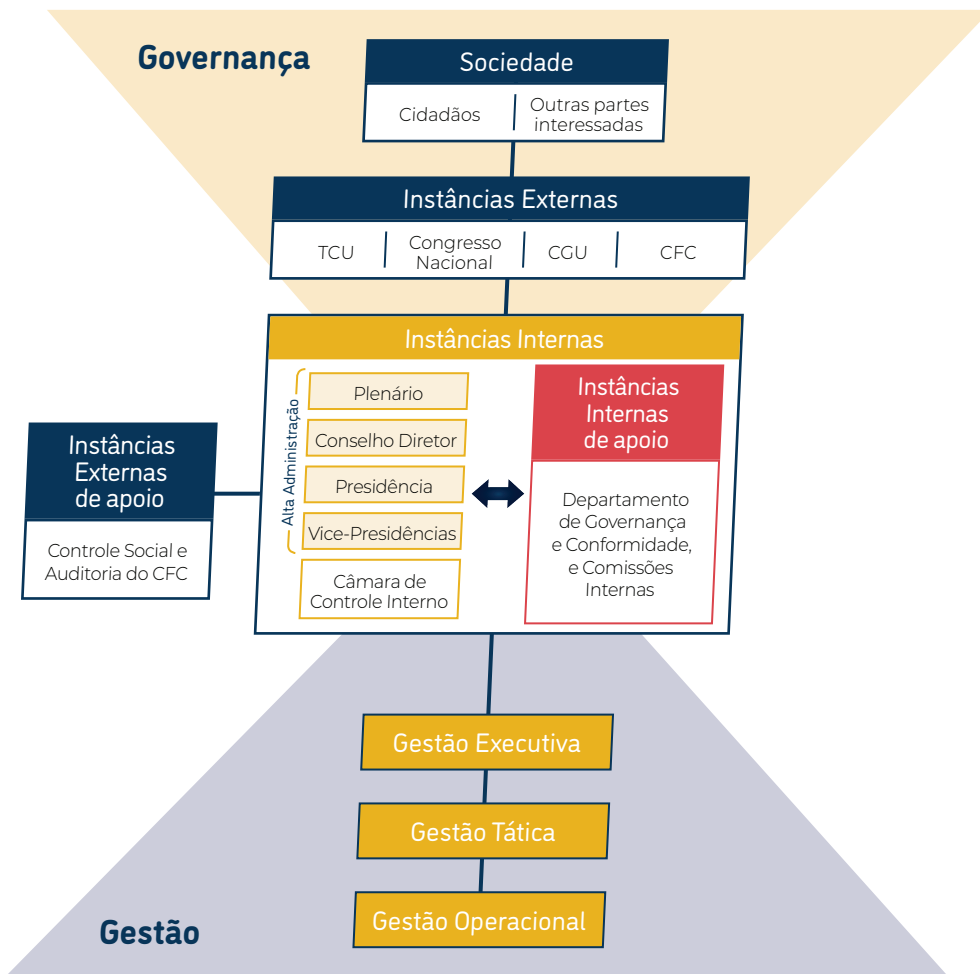 Governança
Sociedade
Cidadãos
Outras partes
interessadas
Instâncias Externas
TCU
Congresso
Nacional
CGU
CFC
Instâncias Internas
Alta Administração
Plenário
Conselho Diretor
Presidência
Vice-Presidências
Câmara de
Controle Interno
Instâncias
Internas
de apoio
Departamento
de Governança
e Conformidade,
e Comissões
Internas
Instâncias
Externas
de apoio
Controle Social e
Auditoria do CFC
Gestão Executiva
Gestão Tática
Gestão Operacional
Gestão